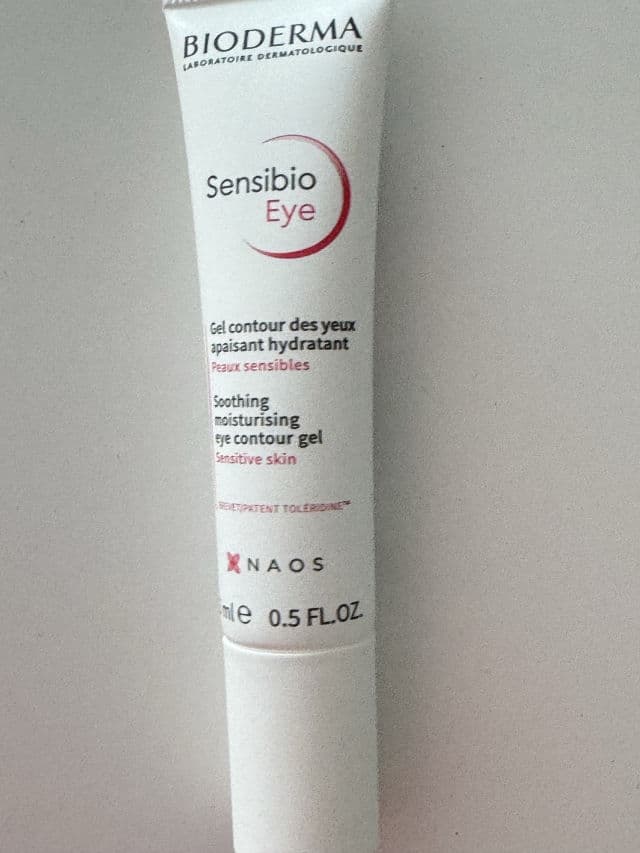 BIODERMA
LABORATOIRE DERMATOLOGIQUE
Sensibio
Eye
Gel contour des yeux
apaisant hydratant
Peaux sensibles
Soothing
moisturising
eye contour gel
Sensitive skin
BREVET/PATENT TOLERIDINE™
NAOS
ml e 0.5 FL.OZ.